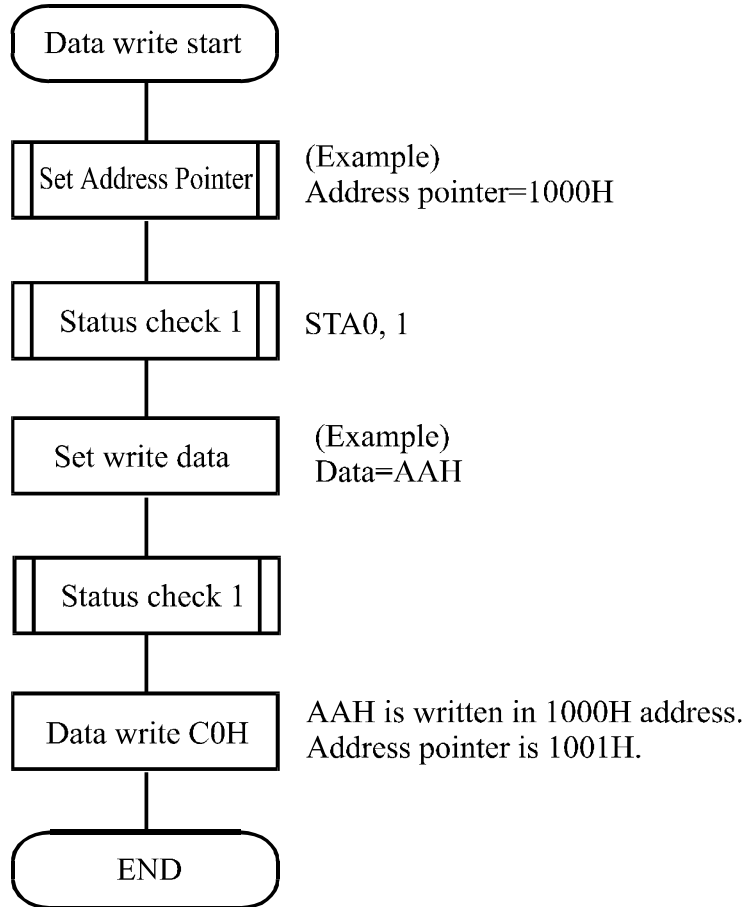 Data write start
(Example)
Set Address Pointer
Address pointer=1000H
Status check 1
STA0, 1
(Example)
Set write data
Data=AAH
Status check 1
AAH is written in 1000H address.
Data write C0H
Address pointer is 1001H.
END